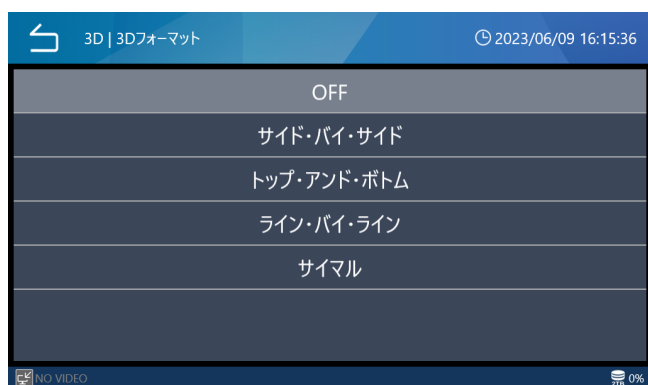 3D | 3Dフォーマット
2023/06/09 16:15:36
OFF
サイド・バイ・サイド
トップ・アンド・ボトム
ライン・バイ・ライン
サイマル
NO VIDEO
2TB 0%